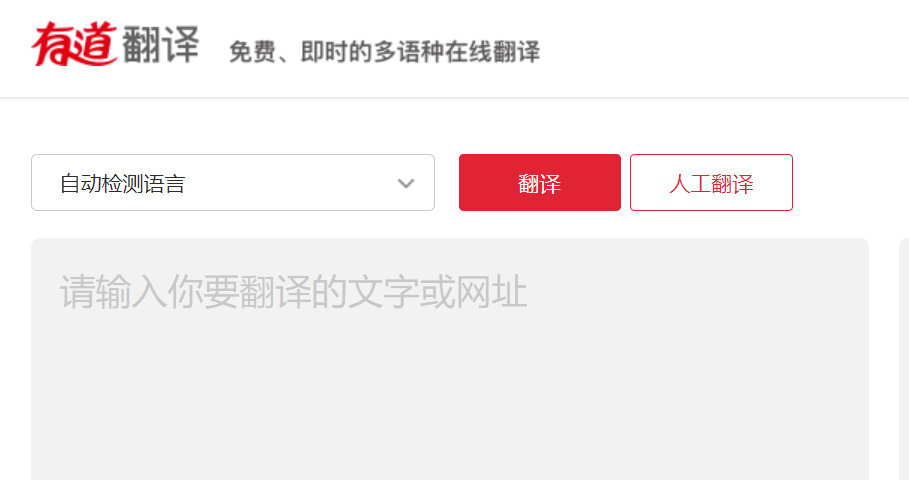 有道翻译 免费、即时的多语种在线翻译
自动检测语言 翻译 人工翻译
请输入你要翻译的文字或网址